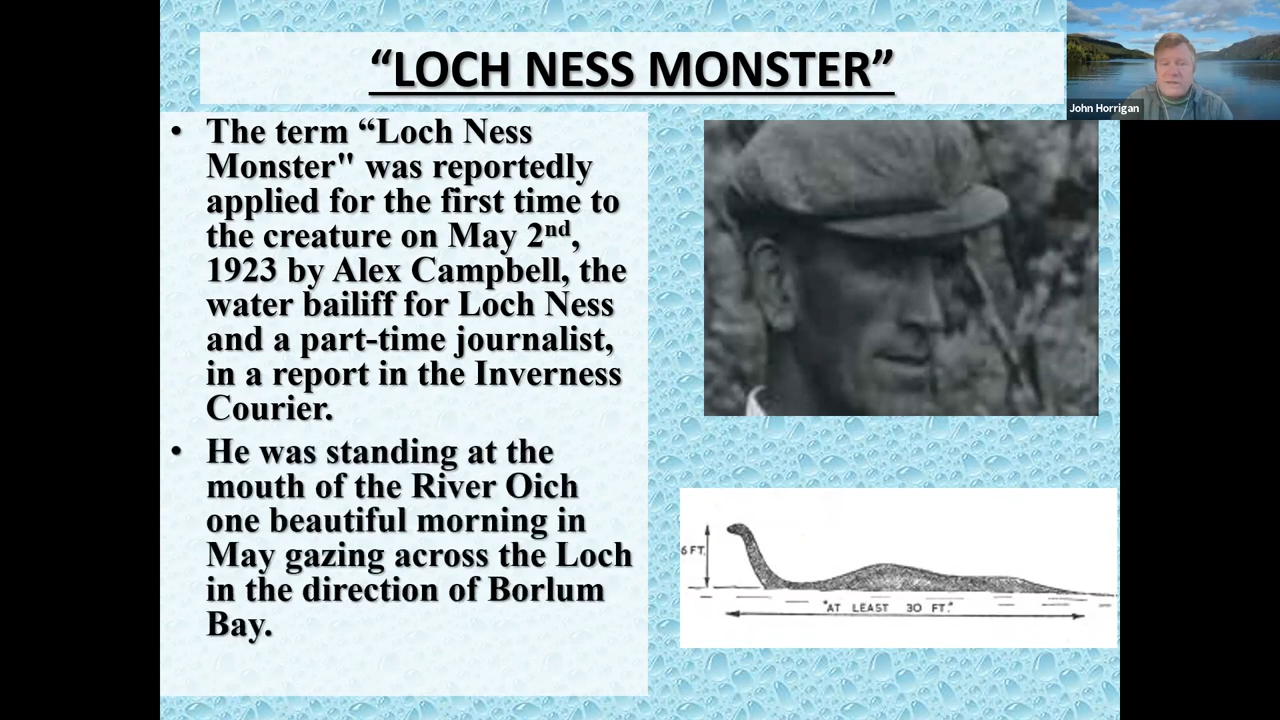 “LOCH NESS MONSTER”
John Horrigan
• The term “Loch Ness
Monster" was reportedly
applied for the first time to
the creature on May 2nd,
1923 by Alex Campbell, the
water bailiff for Loch Ness
and a part-time journalist,
in a report in the Inverness
Courier.
• He was standing at the
mouth of the River Oich
one beautiful morning in
May gazing across the Loch
in the direction of Borlum
Bay.
6 FT.
"AT LEAST 30 FT."